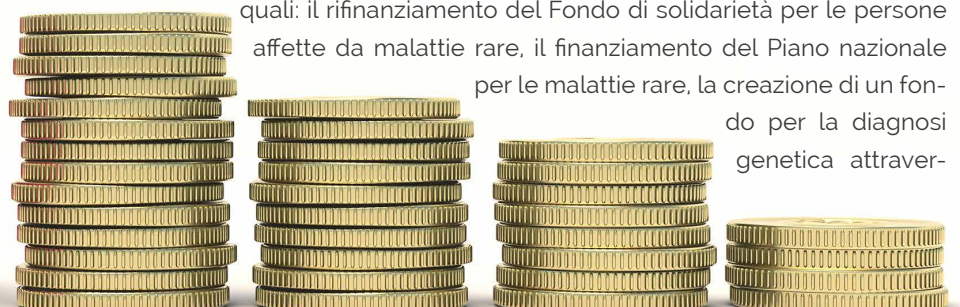 quali: il rifinanziamento del Fondo di solidarietà per le persone
affette da malattie rare, il finanziamento del Piano nazionale
per le malattie rare, la creazione di un fon-
do per la diagnosi
genetica attraver-